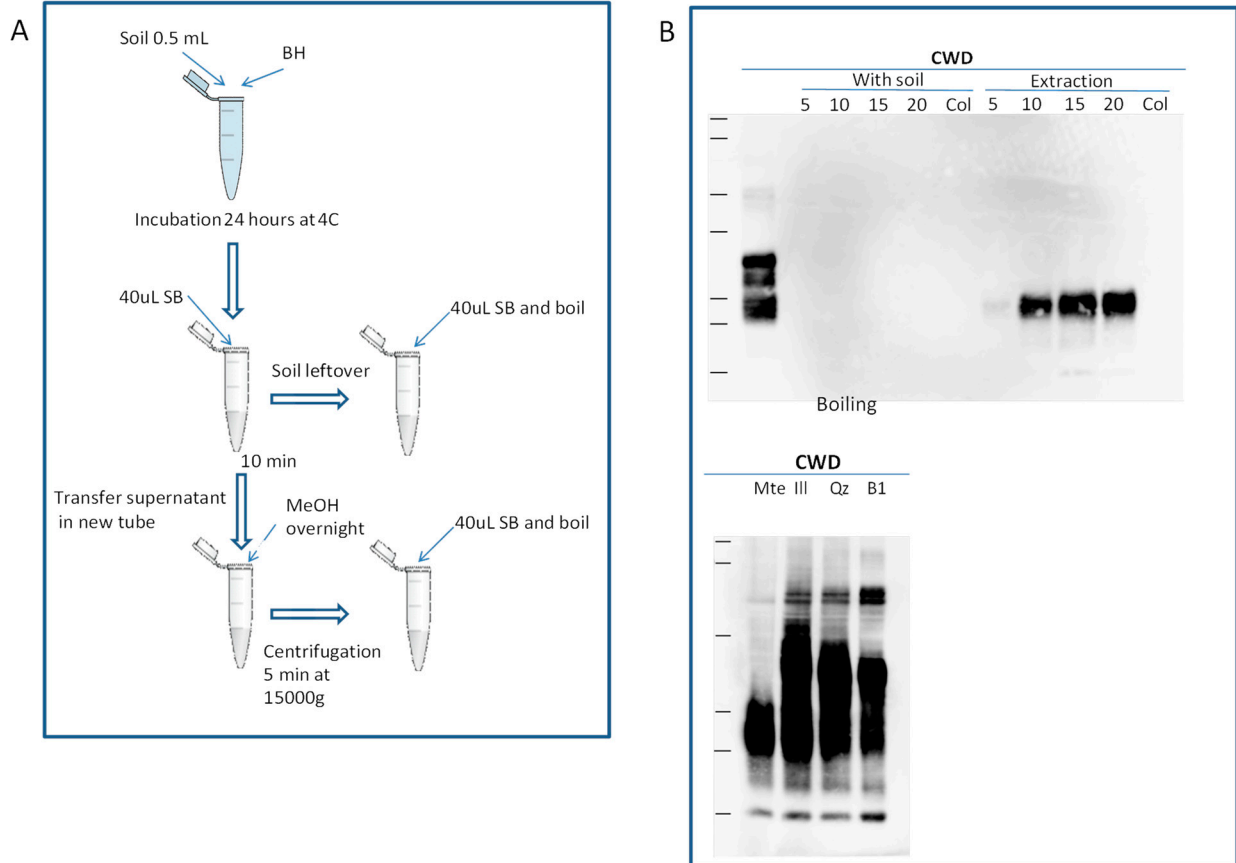 A
Soil 0.5 mL
BH
Incubation 24 hours at 4C
40uL SB
40uL SB and boil
Soil leftover
10 min
Transfer supernatant
in new tube
MeOH
overnight
40uL SB and boil
Centrifugation
5 min at
15000g
B
CWD
With soil Extraction
5 10 15 20 Col 5 10 15 20 Col
Boiling
CWD
Mte Ill Qz B1